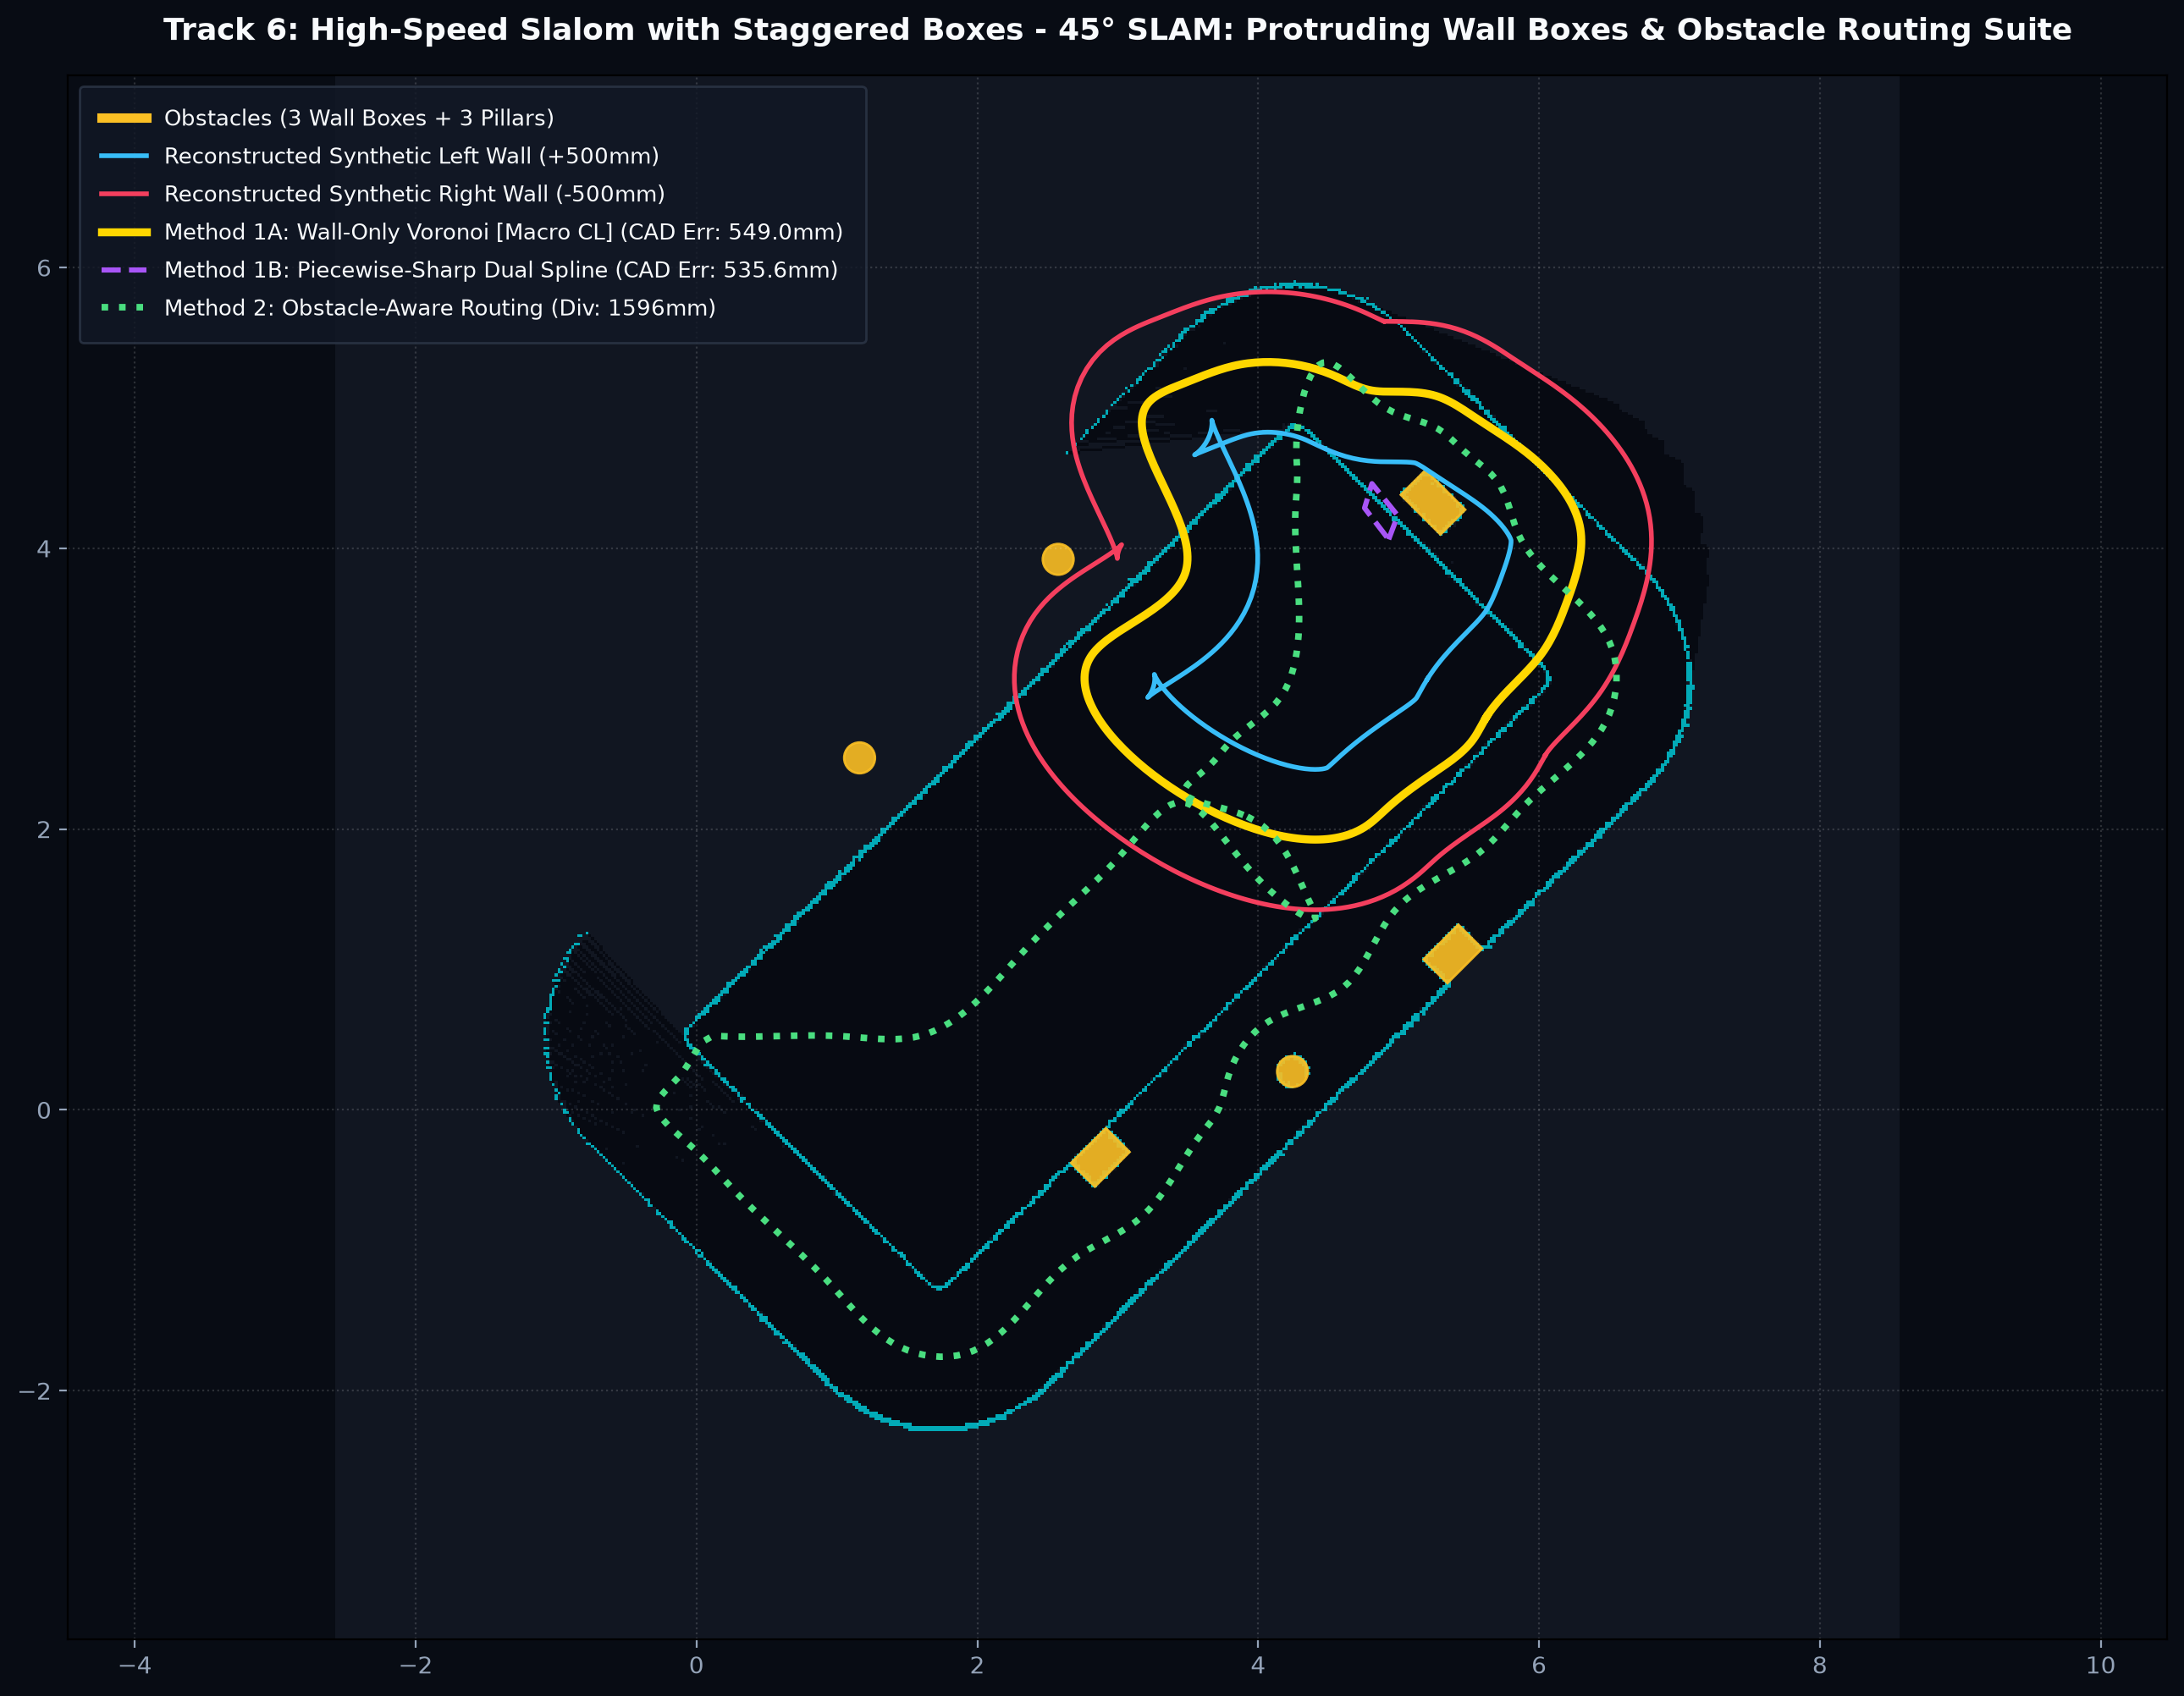 Track 6: High-Speed Slalom with Staggered Boxes - 45° SLAM: Protruding Wall Boxes & Obstacle Routing Suite
Obstacles (3 Wall Boxes + 3 Pillars)
Reconstructed Synthetic Left Wall (+500mm)
Reconstructed Synthetic Right Wall (-500mm)
Method 1A: Wall-Only Voronoi [Macro CL] (CAD Err: 549.0mm)
Method 1B: Piecewise-Sharp Dual Spline (CAD Err: 535.6mm)
Method 2: Obstacle-Aware Routing (Div: 1596mm)
6
4
2
0
−2
−4
−2
0
2
4
6
8
10